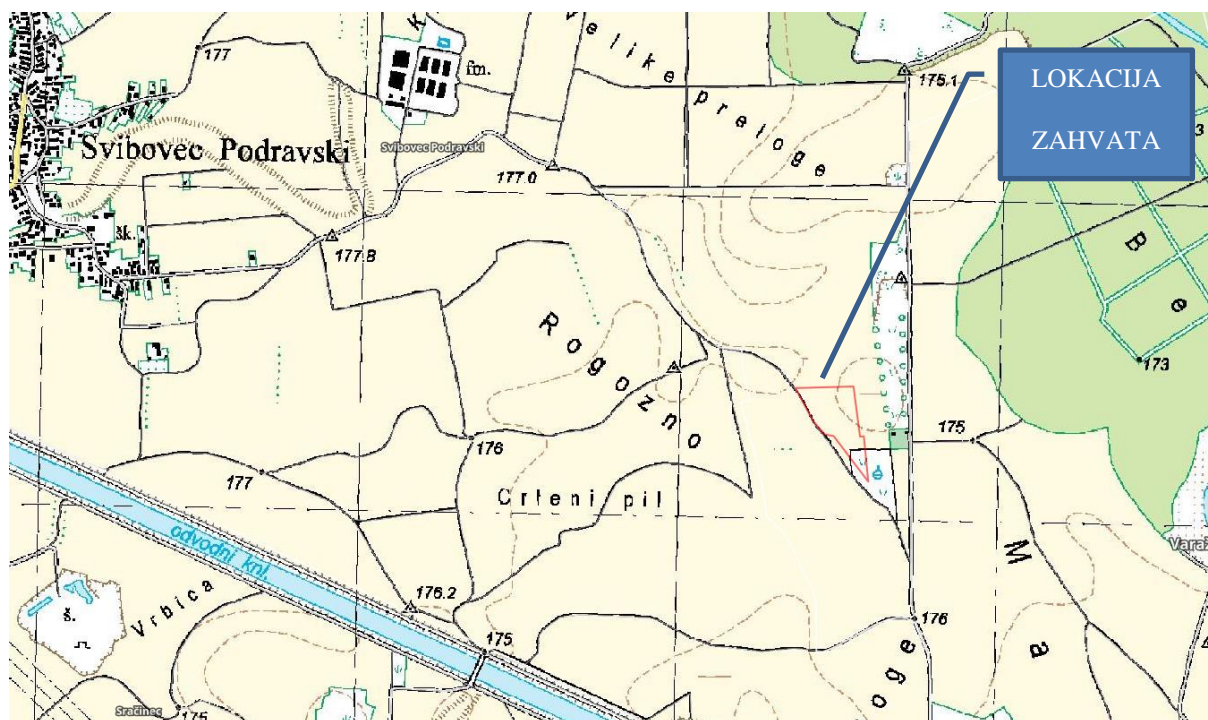 177
fm.
Velike preloge
175.1
LOKACIJA
ZAHVATA
Svibovec Podravski
Svibovec Podravski
177.0
šk.
177.8
Rogozno
173
176
175
177
Crleni pil
odvodni knl.
Vrbica
š.
176.2
175
176
oge
Ma
Be
Sračinec
175
Varaž
K
3